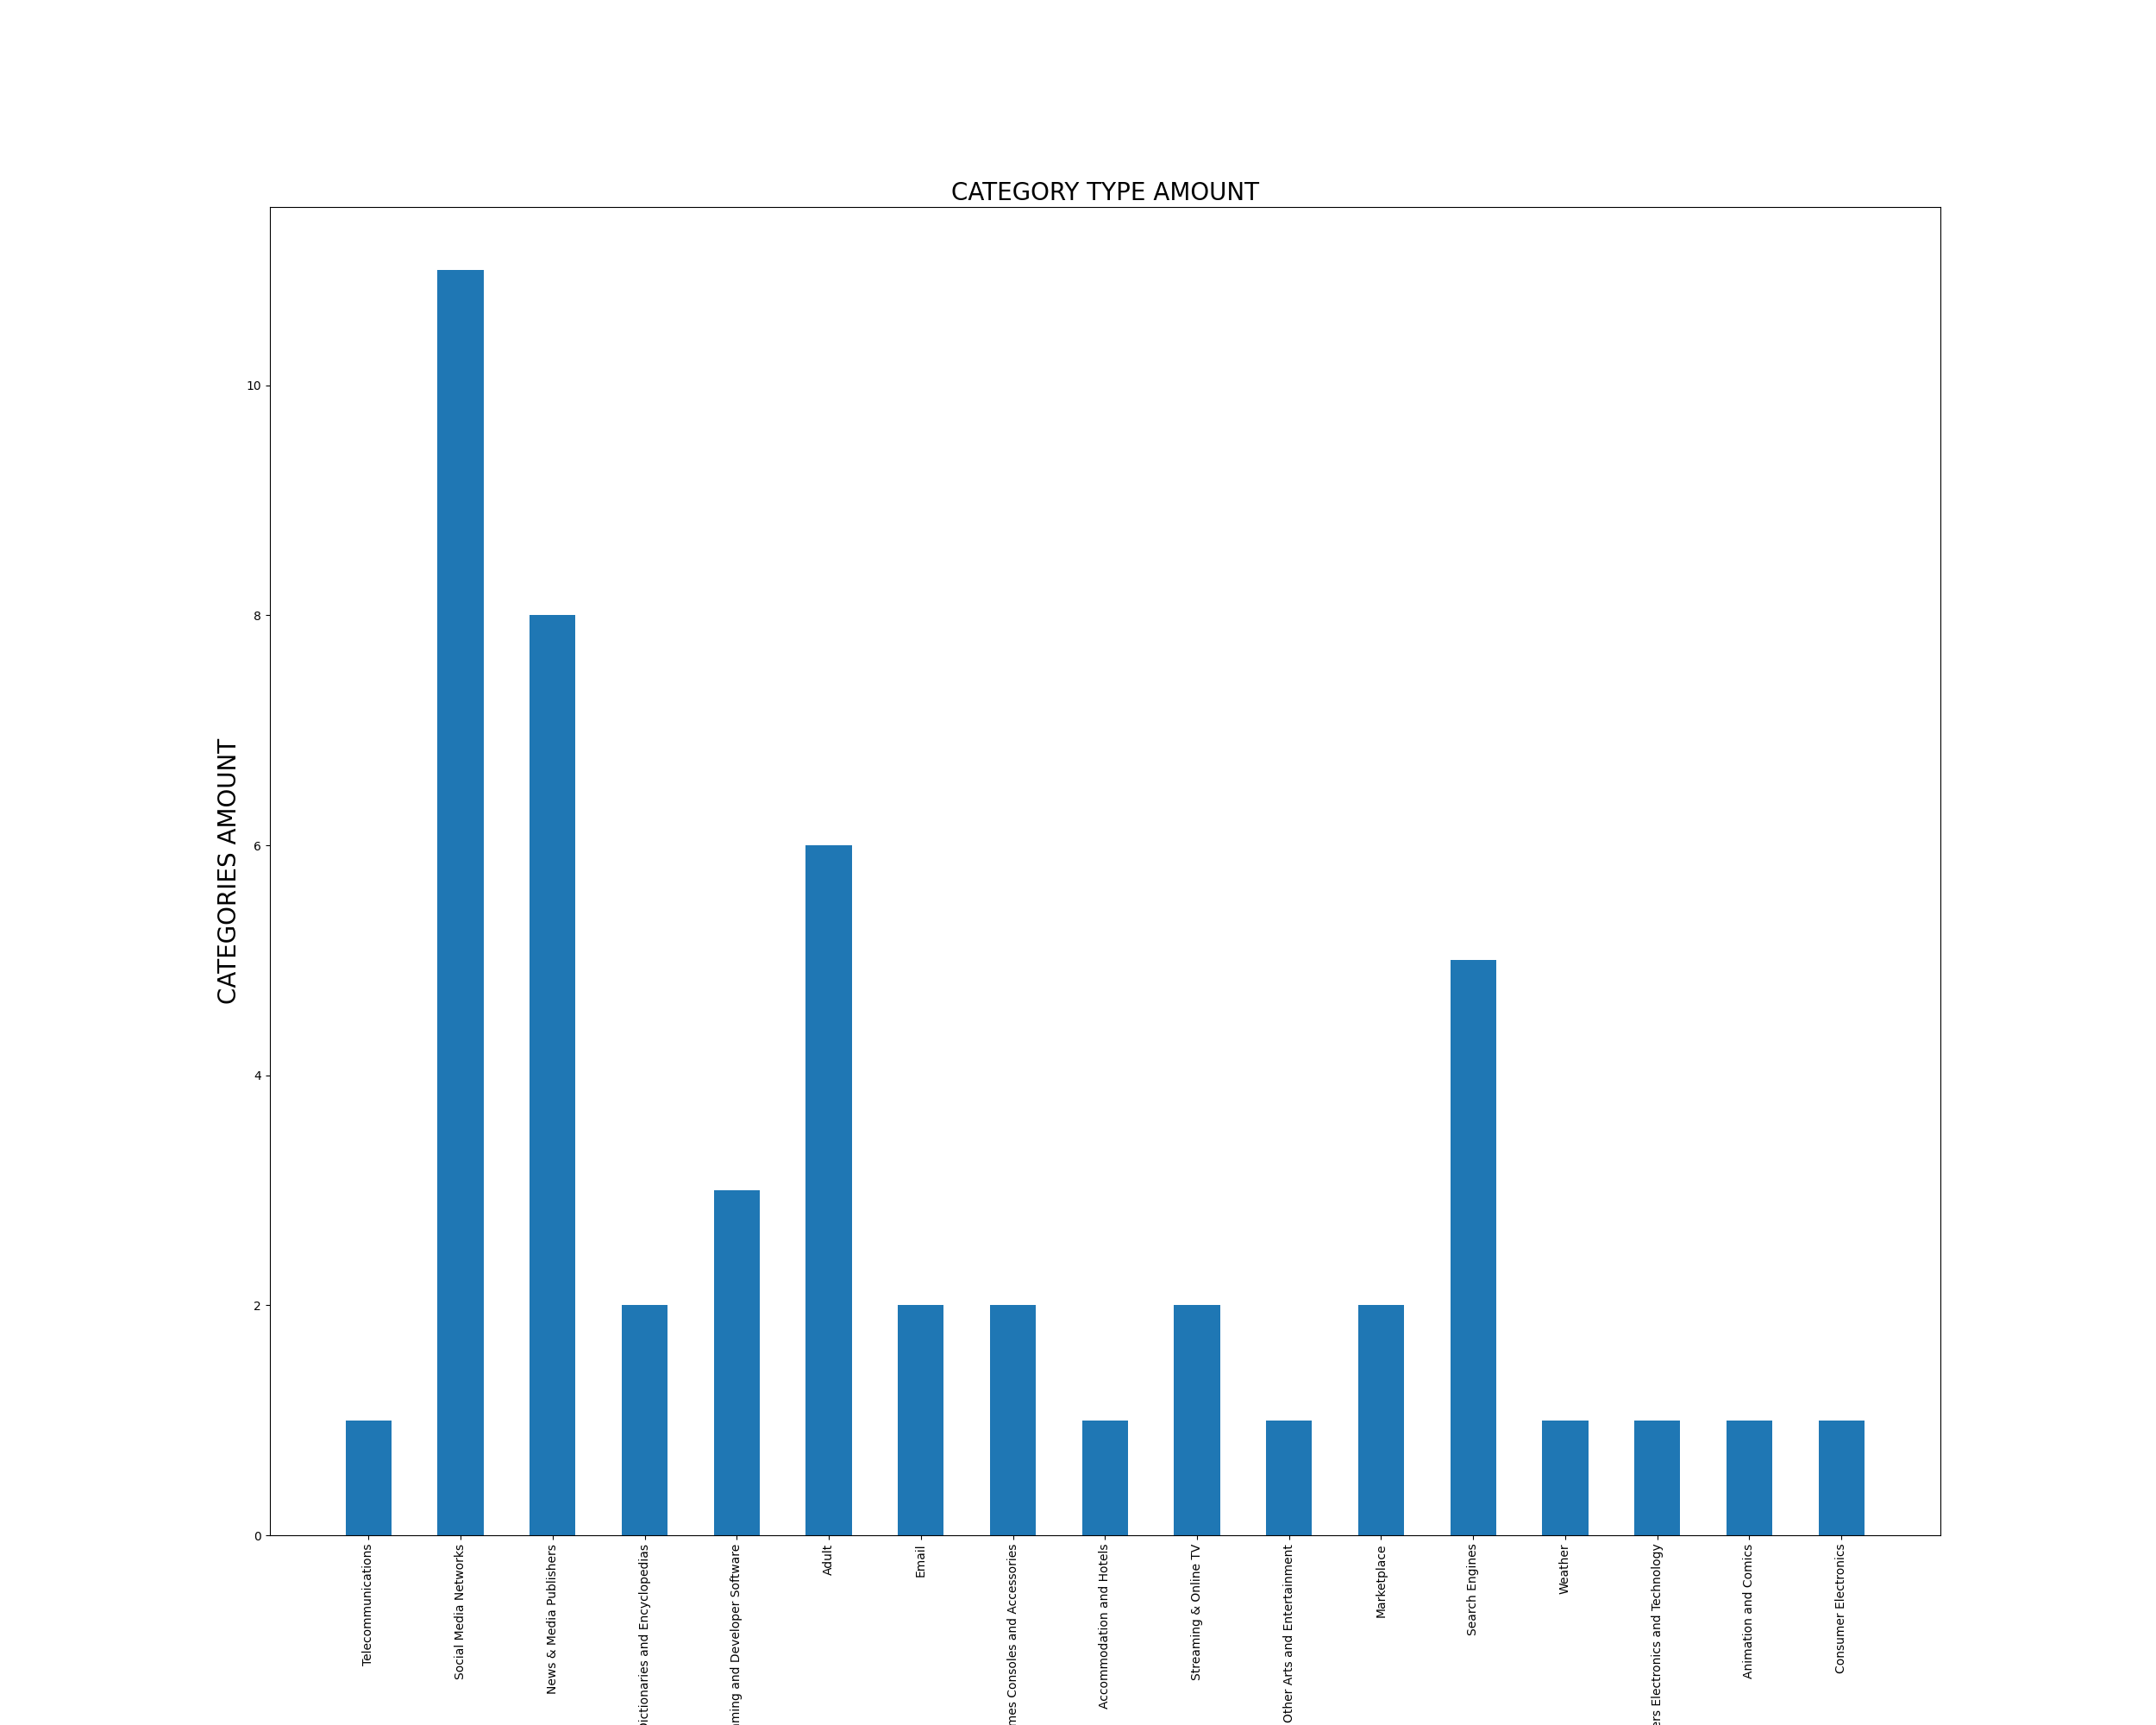 CATEGORY TYPE AMOUNT
CATEGORIES AMOUNT
10
8
6
4
2
0
Telecommunications
Social Media Networks
News & Media Publishers
and Encyclopedias
and Developer Software
Adult
Email
Consoles and Accessories
Accommodation and Hotels
Streaming & Online TV
Other Arts and Entertainment
Marketplace
Search Engines
Weather
Electronics and Technology
Animation and Comics
Consumer Electronics